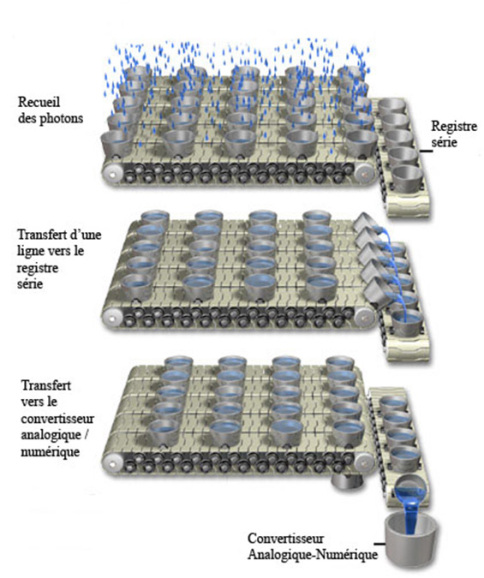 Recueil
des photons
Registre
série
Transfert d'une
ligne vers le
registre
série
Transfert
vers le
convertisseur
analogique /
numérique
Convertisseur
Analogique-Numérique